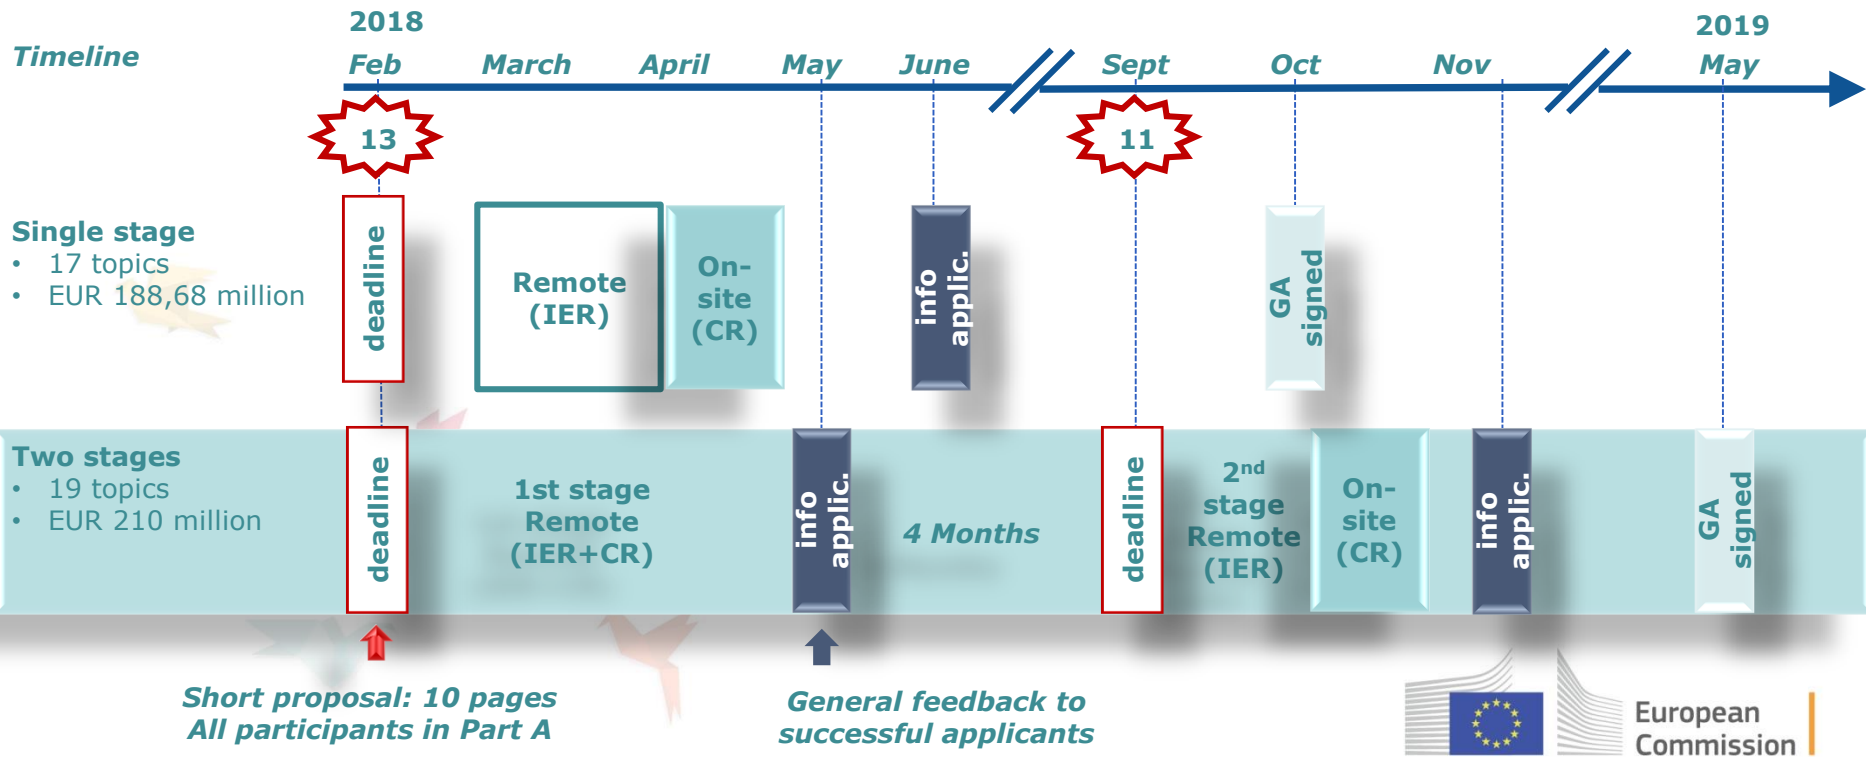 2018
2019
Timeline
Feb
March
April
May
June
Sept
Oct
Nov
May
13
11
Single stage
• 17 topics
• EUR 188,68 million
deadline
Remote
(IER)
On-
site
(CR)
info
applic.
GA
signed
Two stages
• 19 topics
• EUR 210 million
deadline
1st stage
Remote
(IER+CR)
info
applic.
4 Months
deadline
2nd
stage
Remote
(IER)
On-
site
(CR)
info
applic.
GA
signed
Short proposal: 10 pages
All participants in Part A
General feedback to
successful applicants
European
Commission